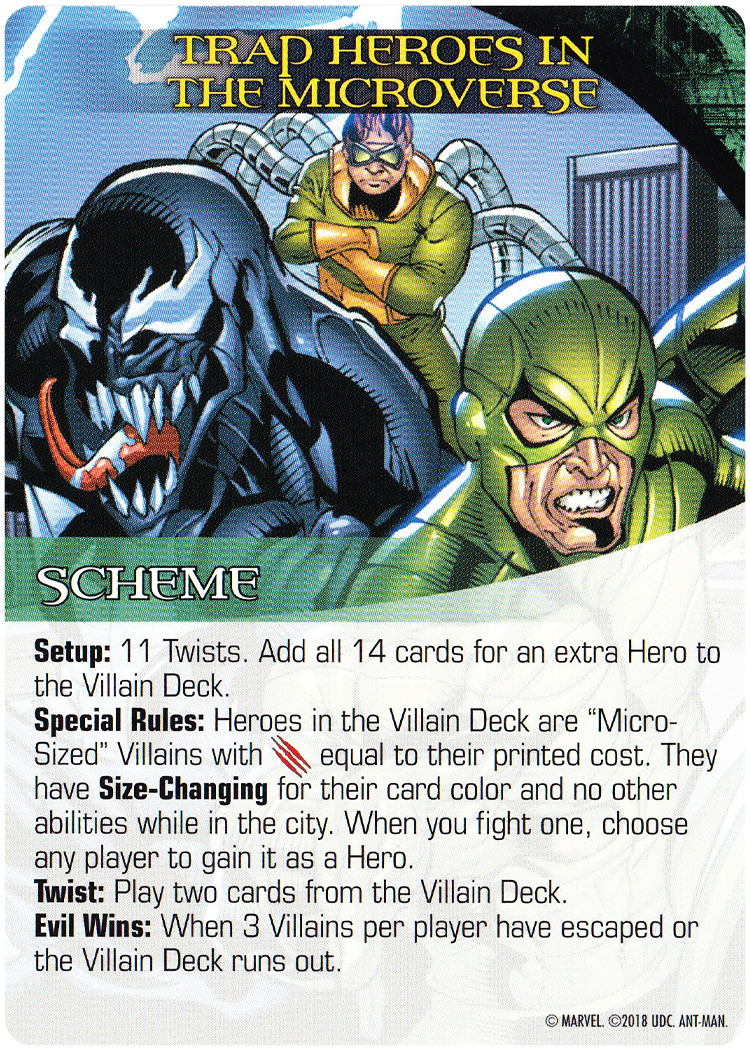 TRAP HEROES IN
THE MICROVERSE
SCHEME
Setup: 11 Twists. Add all 14 cards for an extra Hero to
the Villain Deck.
Special Rules: Heroes in the Villain Deck are “Micro-
Sized” Villains with equal to their printed cost. They
have Size-Changing for their card color and no other
abilities while in the city. When you fight one, choose
any player to gain it as a Hero.
Twist: Play two cards from the Villain Deck.
Evil Wins: When 3 Villains per player have escaped or
the Villain Deck runs out.
© MARVEL. ©2018 UDC. ANT-MAN.